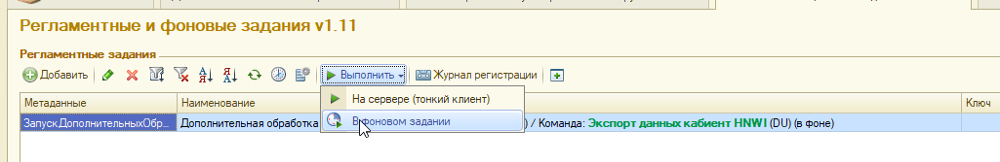 Регламентные и фоновые задания v1.11
Регламентные задания
Добавить Выполнить Журнал регистрации
На сервере (тонкий клиент)
В фоновом задании
Метаданные Наименование Ключ
ЗапускДополнительныхОбр... Дополнительная обработка ) / Команда: Экспорт данных кабиент HNWI (DU) (в фоне)